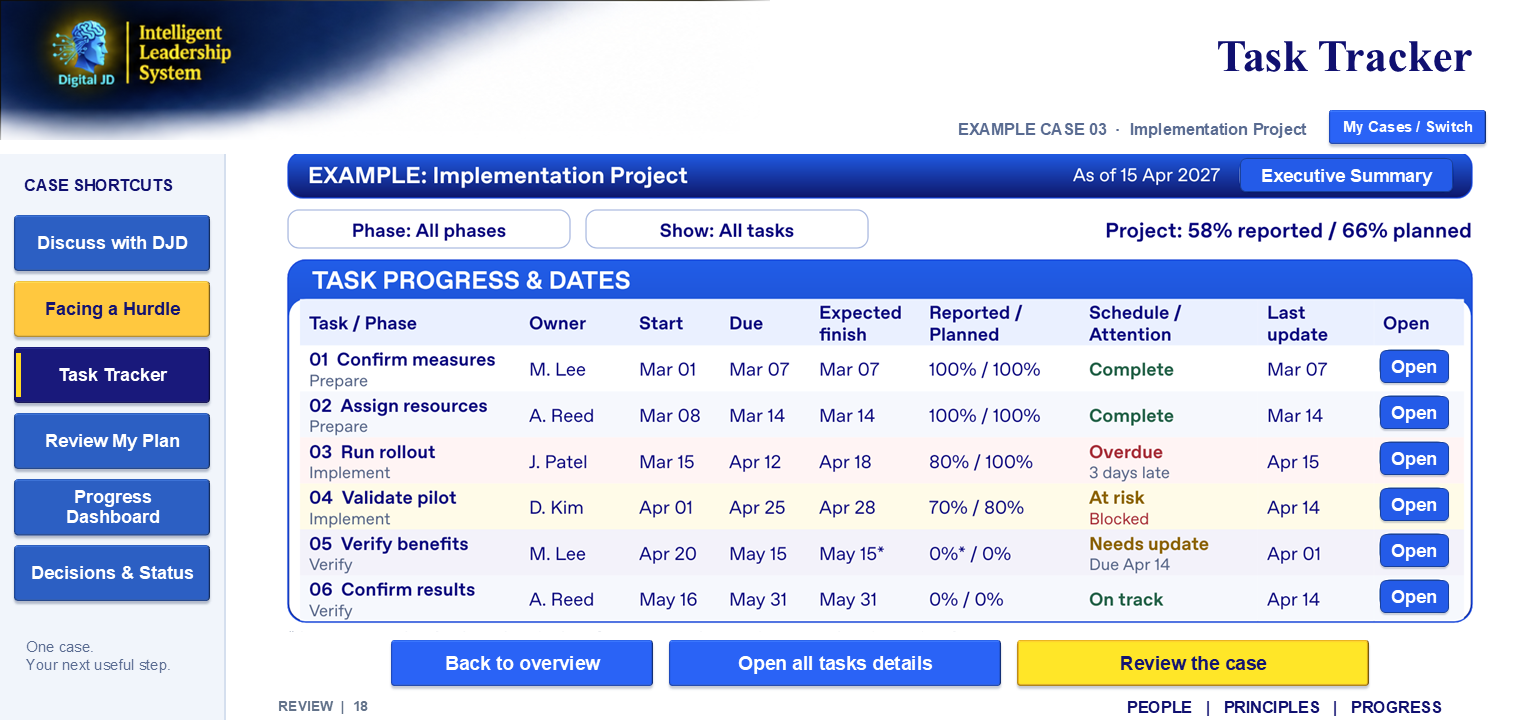 Intelligent
Leadership
System
Digital JD
Task Tracker
EXAMPLE CASE 03 · Implementation Project
My Cases / Switch
CASE SHORTCUTS
Discuss with DJD
Facing a Hurdle
Task Tracker
Review My Plan
Progress
Dashboard
Decisions & Status
One case.
Your next useful step.
EXAMPLE: Implementation Project
As of 15 Apr 2027
Executive Summary
Phase: All phases
Show: All tasks
Project: 58% reported / 66% planned
TASK PROGRESS & DATES
Task / Phase Owner Start Due Expected finish Reported / Planned Schedule / Attention Last update Open
01 Confirm measures M. Lee Mar 01 Mar 07 Mar 07 100% / 100% Complete Mar 07 Open
Prepare
02 Assign resources A. Reed Mar 08 Mar 14 Mar 14 100% / 100% Complete Mar 14 Open
Prepare
03 Run rollout J. Patel Mar 15 Apr 12 Apr 18 80% / 100% Overdue Apr 15 Open
Implement 3 days late
04 Validate pilot D. Kim Apr 01 Apr 25 Apr 28 70% / 80% At risk Apr 14 Open
Implement Blocked
05 Verify benefits M. Lee Apr 20 May 15 May 15* 0%* / 0% Needs update Apr 01 Open
Verify Due Apr 14
06 Confirm results A. Reed May 16 May 31 May 31 0% / 0% On track Apr 14 Open
Verify
Back to overview
Open all tasks details
Review the case
REVIEW | 18
PEOPLE | PRINCIPLES | PROGRESS